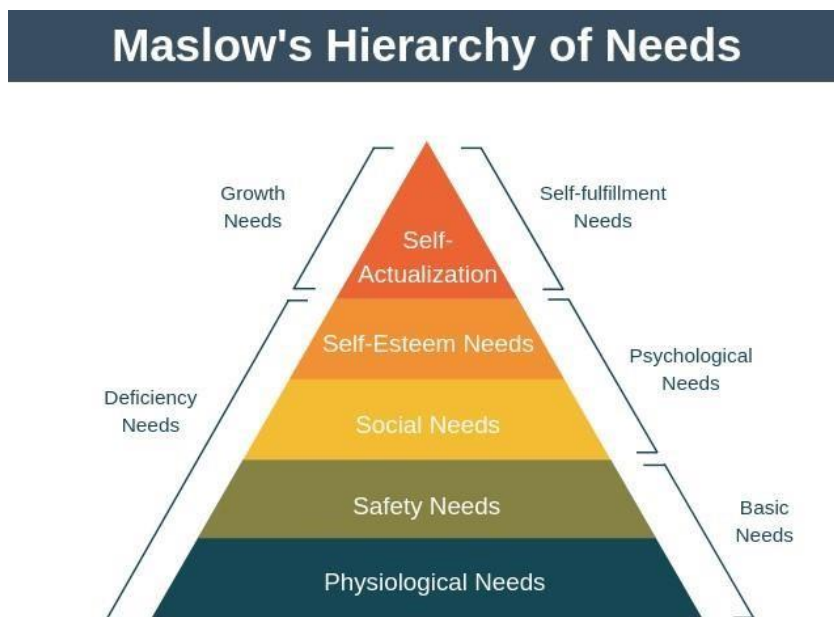 Maslow's Hierarchy of Needs
Growth
Needs
Self-fulfillment
Needs
Self-
Actualization
Self-Esteem Needs
Psychological
Needs
Deficiency
Needs
Social Needs
Safety Needs
Basic
Needs
Physiological Needs